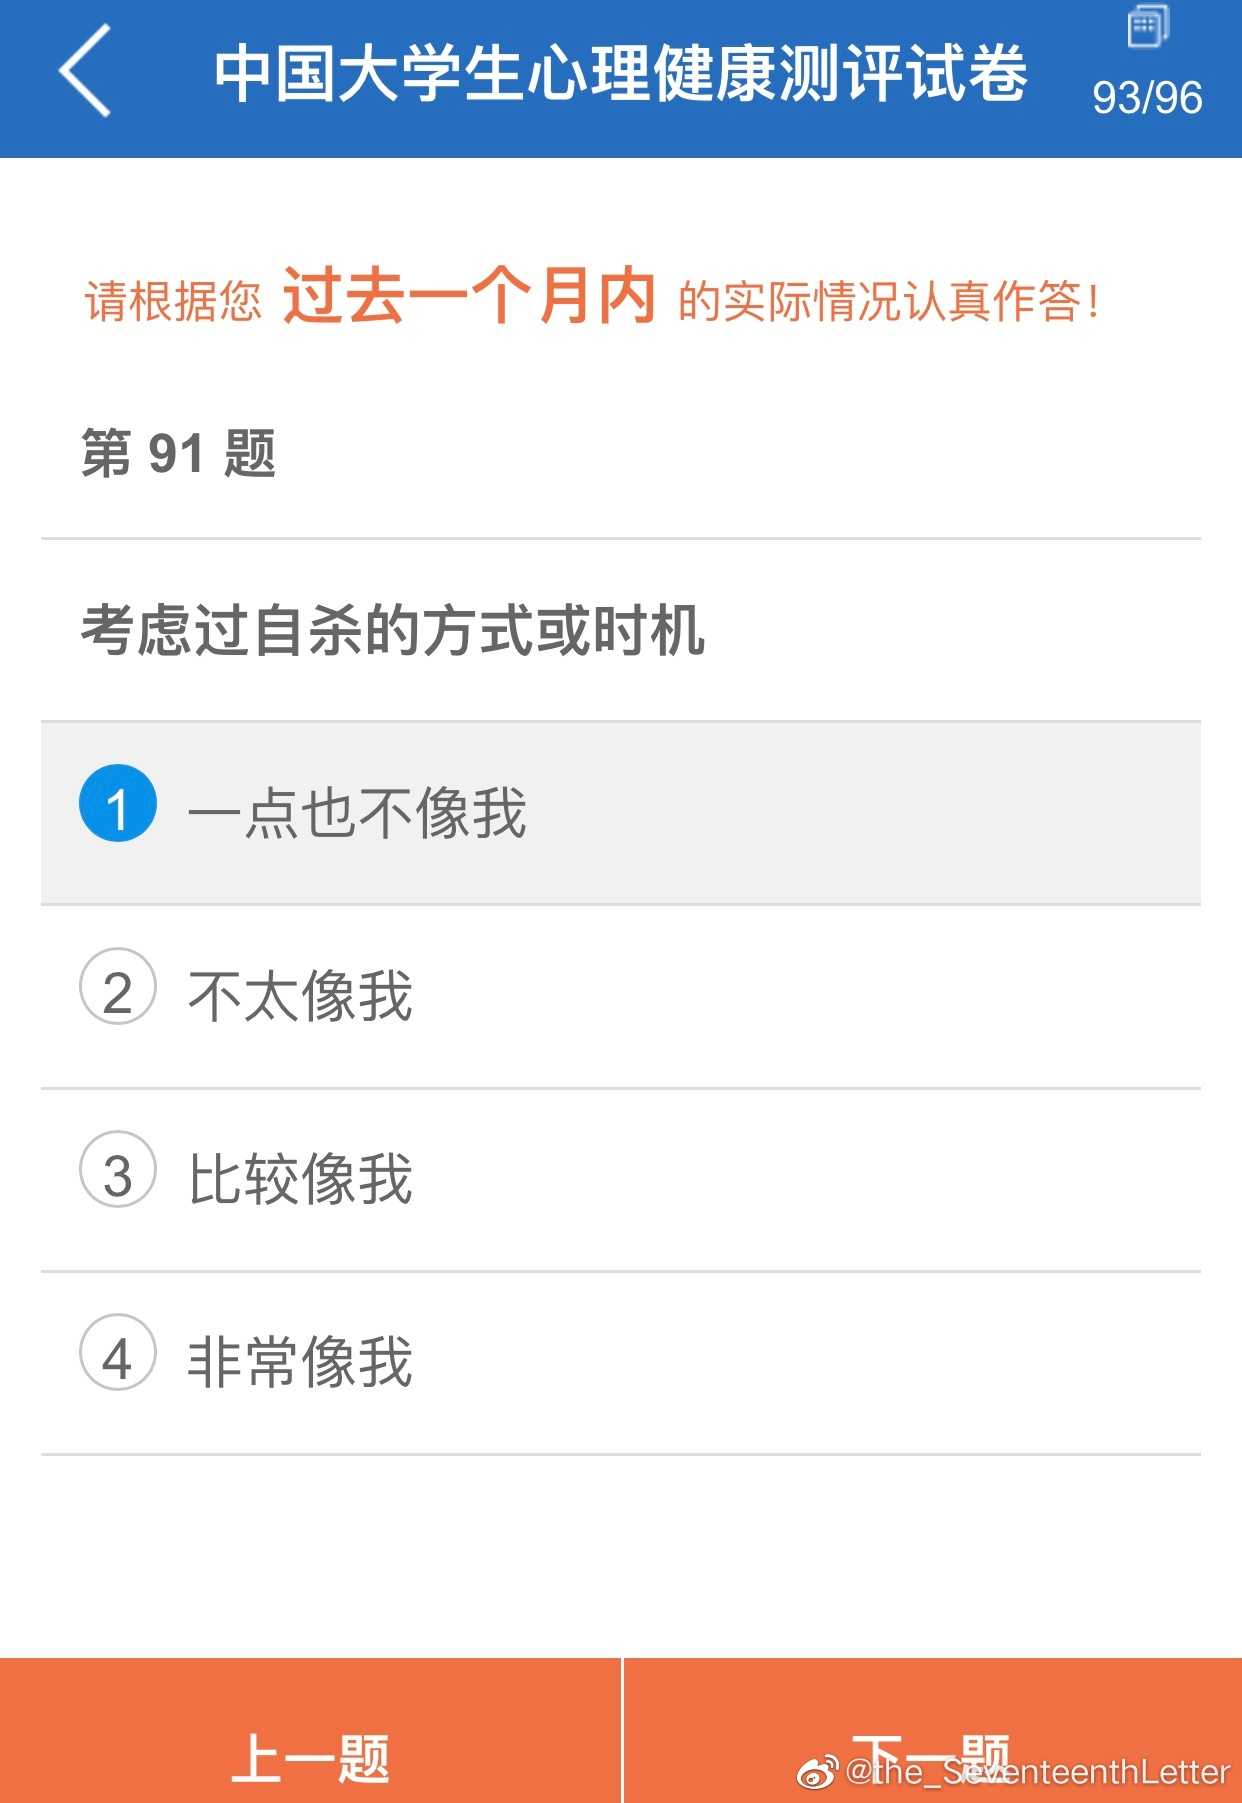 中国大学生心理健康测评试卷
93/96
请根据您 过去一个月内 的实际情况认真作答!
第 91 题
考虑过自杀的方式或时机
1 一点也不像我
2 不太像我
3 比较像我
4 非常像我
上一题
下一题
@the_SeventeenthLetter